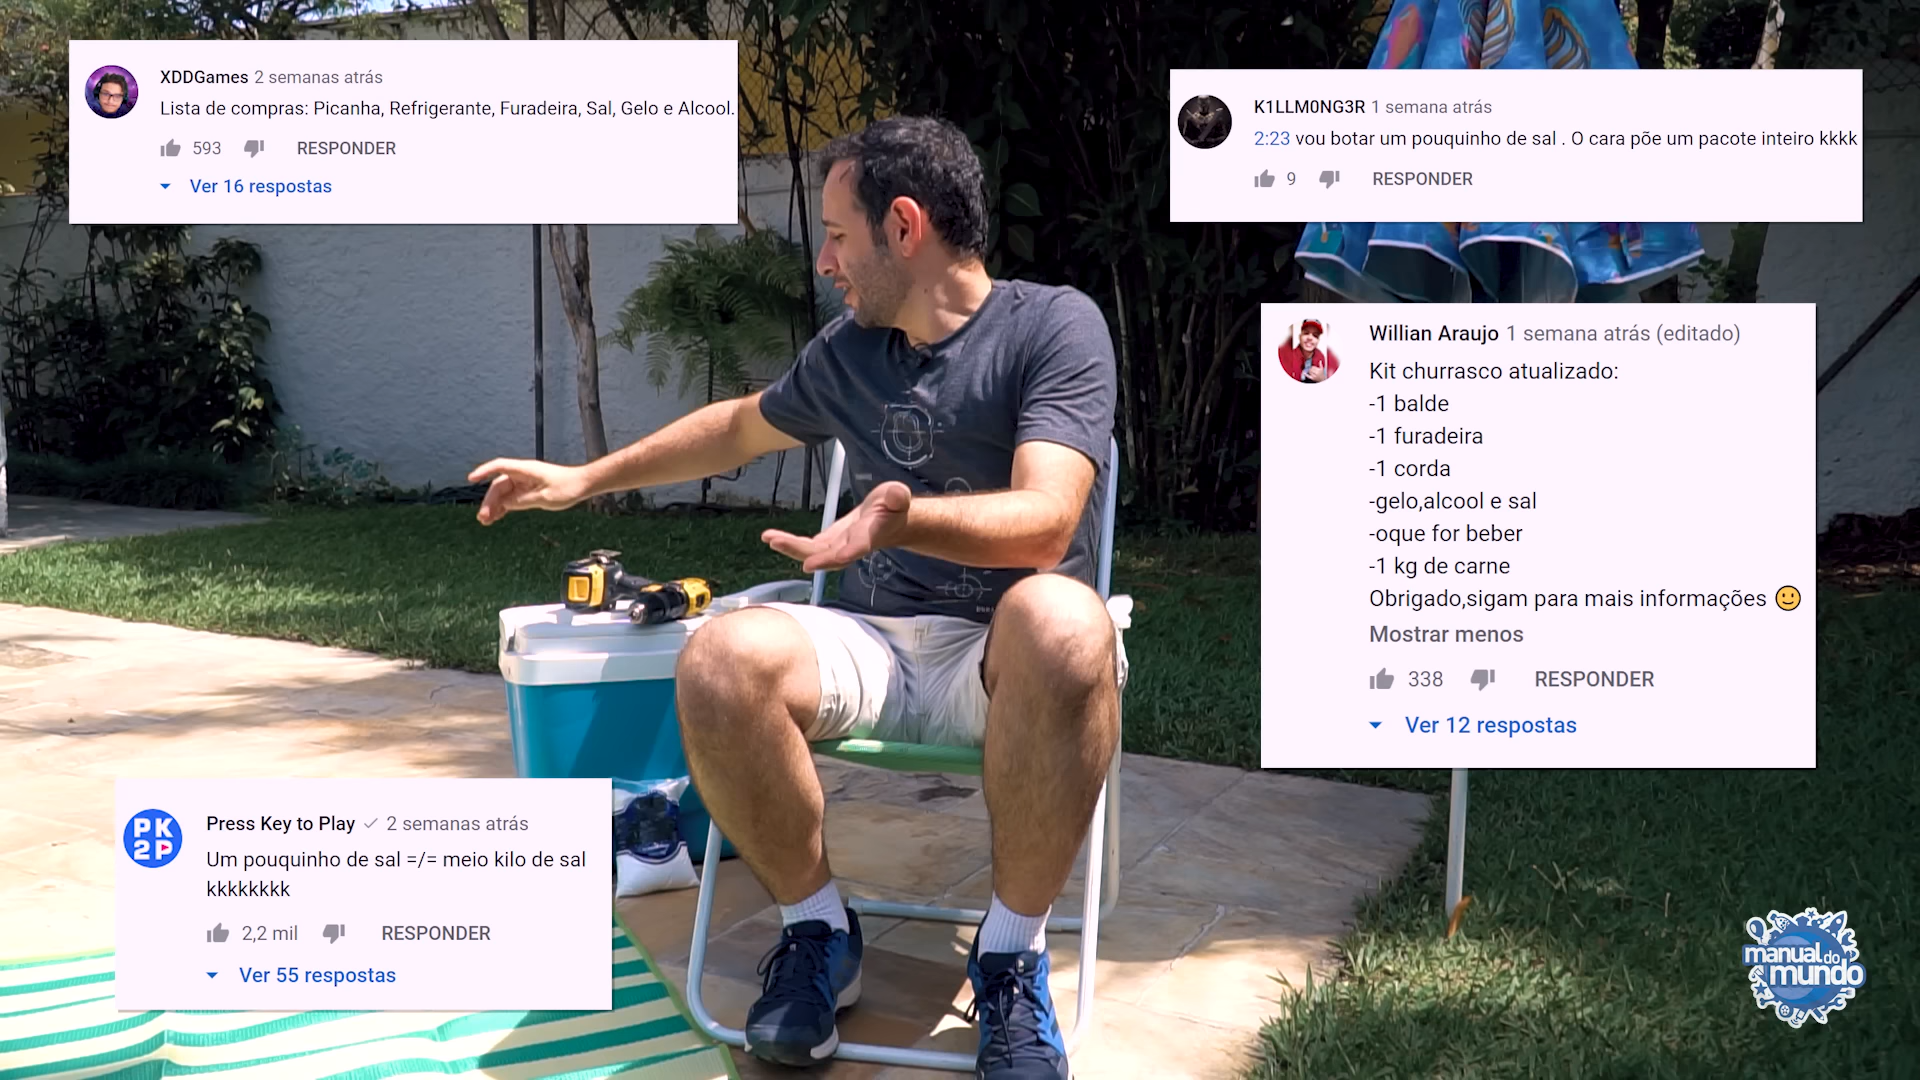 XDDGames 2 semanas atrás
Lista de compras: Picanha, Refrigerante, Furadeira, Sal, Gelo e Alcool.
593 RESPONDER
Ver 16 respostas
K1LLM0NG3R 1 semana atrás
2:23 vou botar um pouquinho de sal . O cara põe um pacote inteiro kkkk
9 RESPONDER
Willian Araujo 1 semana atrás (editado)
Kit churrasco atualizado:
-1 balde
-1 furadeira
-1 corda
-gelo,alcool e sal
-oque for beber
-1 kg de carne
Obrigado,sigam para mais informações 🙂
Mostrar menos
338 RESPONDER
Ver 12 respostas
PK
2P
Press Key to Play ✓ 2 semanas atrás
Um pouquinho de sal =/= meio kilo de sal
kkkkkkkk
2,2 mil RESPONDER
Ver 55 respostas
manual do
mundo